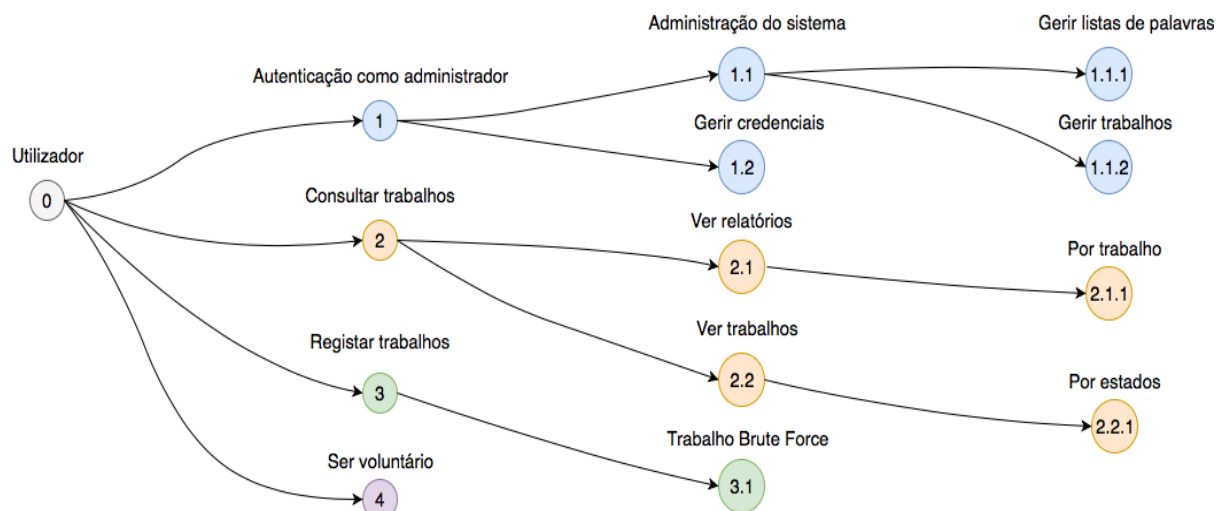 Utilizador
0
Autenticação como administrador
1
Administração do sistema
1.1
Gerir listas de palavras
1.1.1
Gerir trabalhos
1.1.2
Gerir credenciais
1.2
Consultar trabalhos
2
Ver relatórios
2.1
Por trabalho
2.1.1
Ver trabalhos
2.2
Por estados
2.2.1
Registar trabalhos
3
Trabalho Brute Force
3.1
Ser voluntário
4